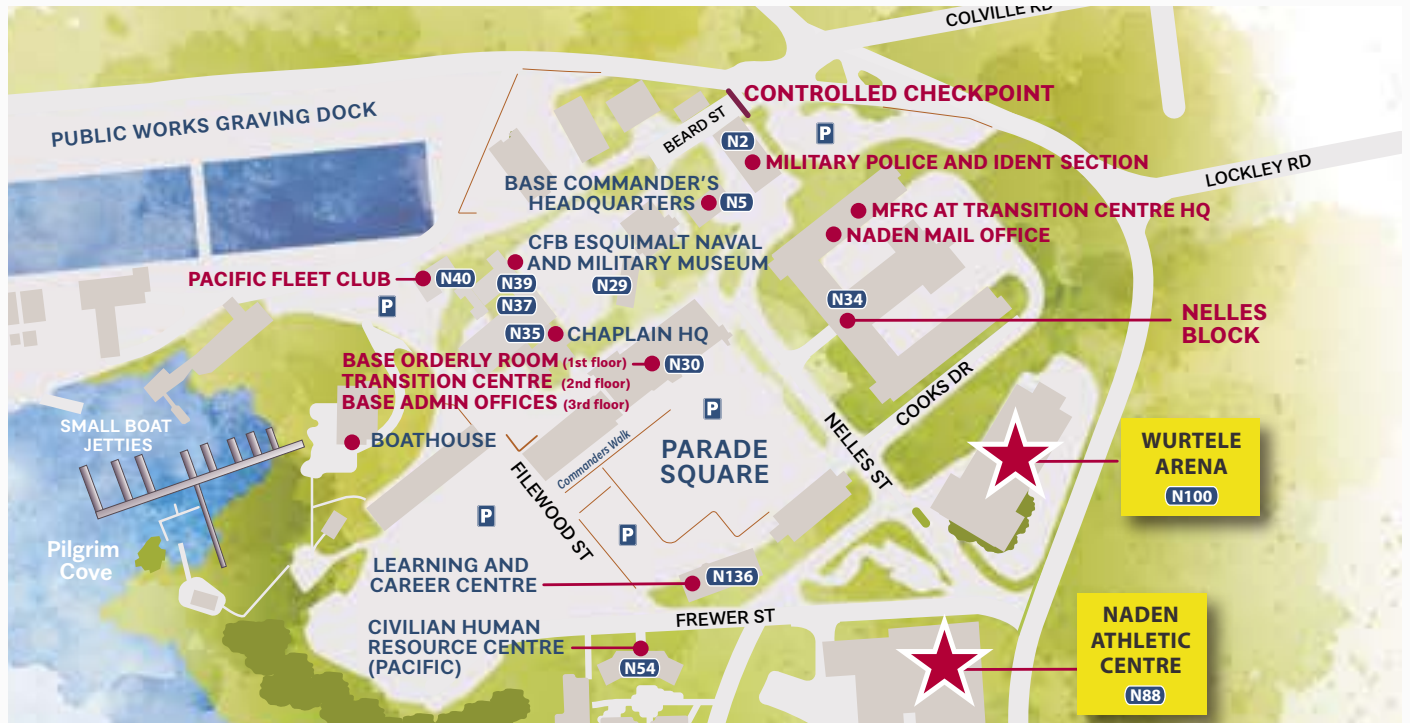 COLVILLE RD
CONTROLLED CHECKPOINT
PUBLIC WORKS GRAVING DOCK
BEARD ST
P
N2
MILITARY POLICE AND IDENT SECTION
LOCKLEY RD
BASE COMMANDER'S
HEADQUARTERS
N5
MFRC AT TRANSITION CENTRE HQ
NADEN MAIL OFFICE
CFB ESQUIMALT NAVAL
AND MILITARY MUSEUM
PACIFIC FLEET CLUB
N40
N39
N29
N37
P
N34
NELLES
BLOCK
N35
CHAPLAIN HQ
BASE ORDERLY ROOM (1st floor)
TRANSITION CENTRE (2nd floor)
BASE ADMIN OFFICES (3rd floor)
N30
COOKS DR
P
SMALL BOAT
JETTIES
BOATHOUSE
Commanders Walk
PARADE
SQUARE
NELLES ST
WURTELE
ARENA
N100
FILEWOOD ST
P
P
Pilgrim
Cove
LEARNING AND
CAREER CENTRE
N136
FREWER ST
CIVILIAN HUMAN
RESOURCE CENTRE
(PACIFIC)
N54
NADEN
ATHLETIC
CENTRE
N88